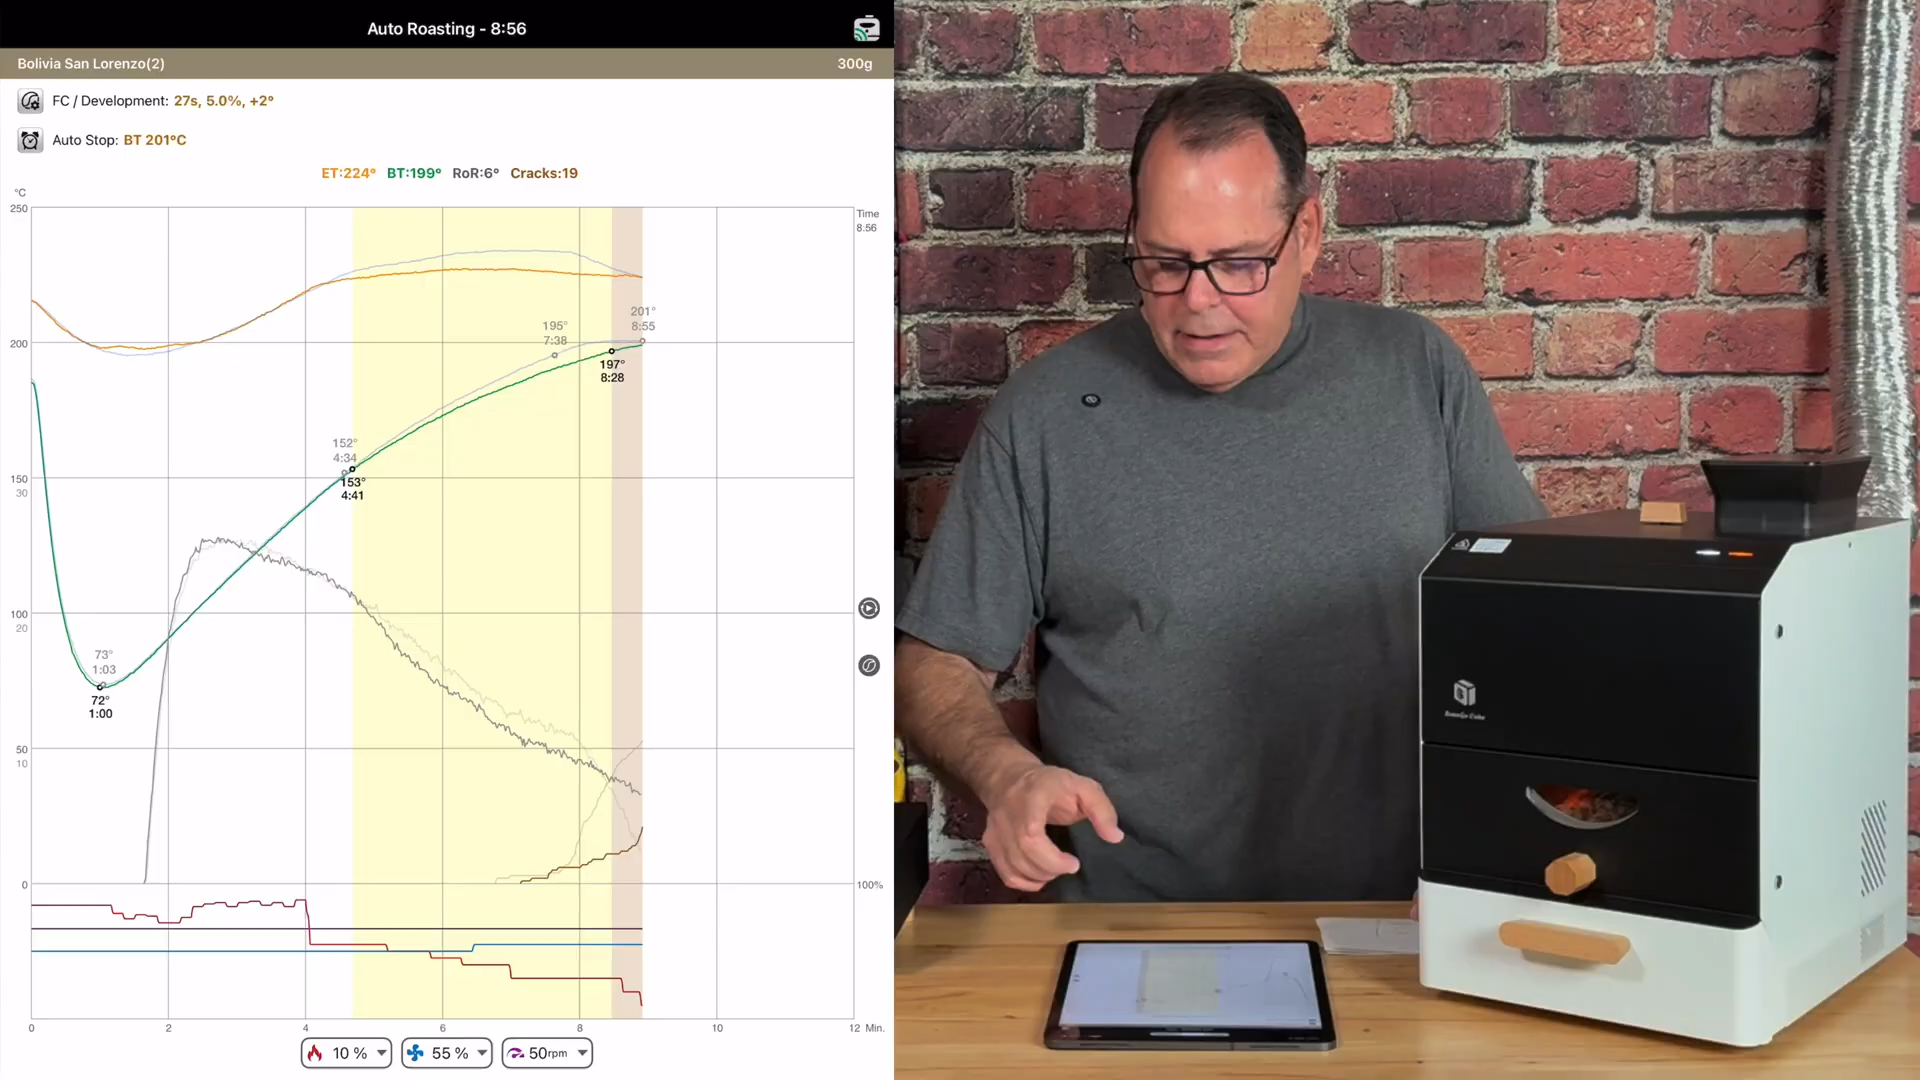 Auto Roasting - 8:56
Bolivia San Lorenzo(2) 300g
FC / Development: 27s, 5.0%, +2°
Auto Stop: BT 201°C
ET:224° BT:199° RoR:6° Cracks:19
°C
250
Time
8:56
201°
8:55
195°
7:38
200
197°
8:28
152°
4:34
150
30
153°
4:41
100
20
73°
1:03
72°
1:00
50
10
0
100%
0 2 4 6 8 10 12 Min.
10 % 55 % 50rpm